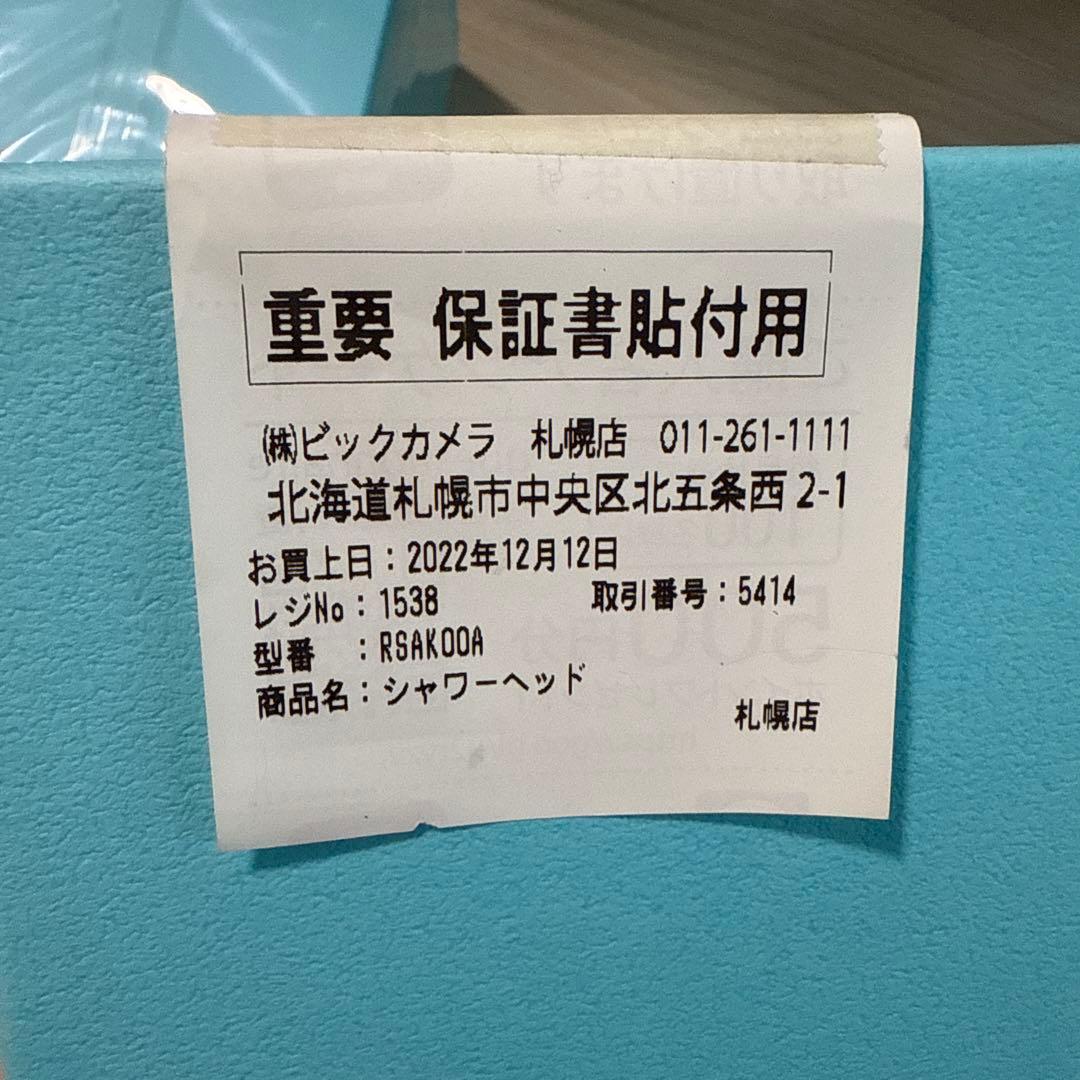 重要 保証書貼付用
㈱ビックカメラ 札幌店 011-261-1111
北海道札幌市中央区北五条西2-1
お買上日：2022年12月12日
レジNo：1538 取引番号：5414
型番 ：RSAK00A
商品名：シャワーヘッド
札幌店